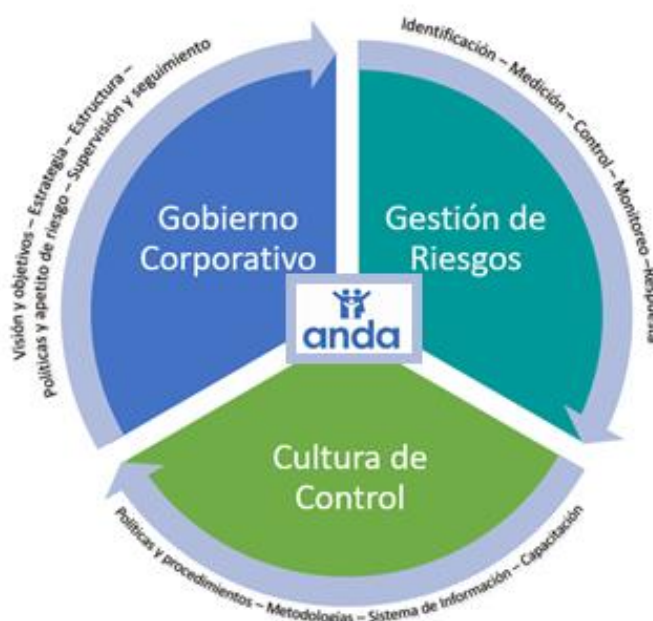 Visión y objetivos – Estrategia – Estructura –
Políticas y apetito de riesgo – Supervisión y seguimiento
Identificación – Medición – Control – Monitoreo –Respuesta
Gobierno
Corporativo
Gestión de
Riesgos
anda
Cultura de
Control
Políticas y procedimientos – Metodologías – Sistema de Información – Capacitación